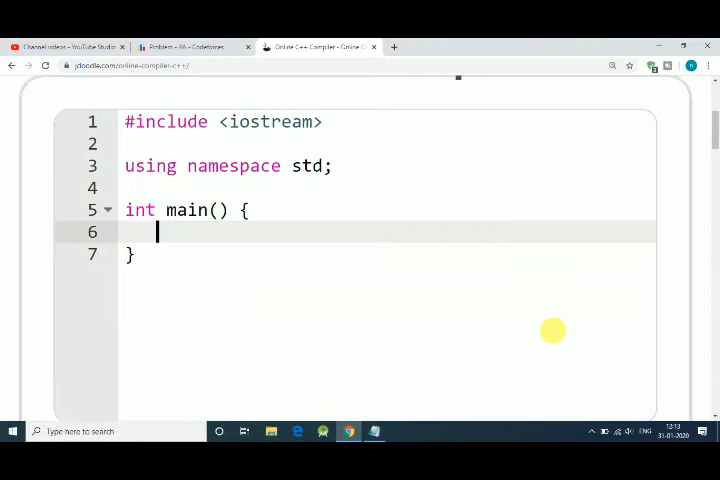 Channel videos - YouTube Studio
Problem - 4A - Codeforces
Online C++ Compiler - Online C
jdoodle.com/online-compiler-c++/
1 #include <iostream>
2
3 using namespace std;
4
5 int main() {
6
7 }
Type here to search
ENG
12:13
31-01-2020